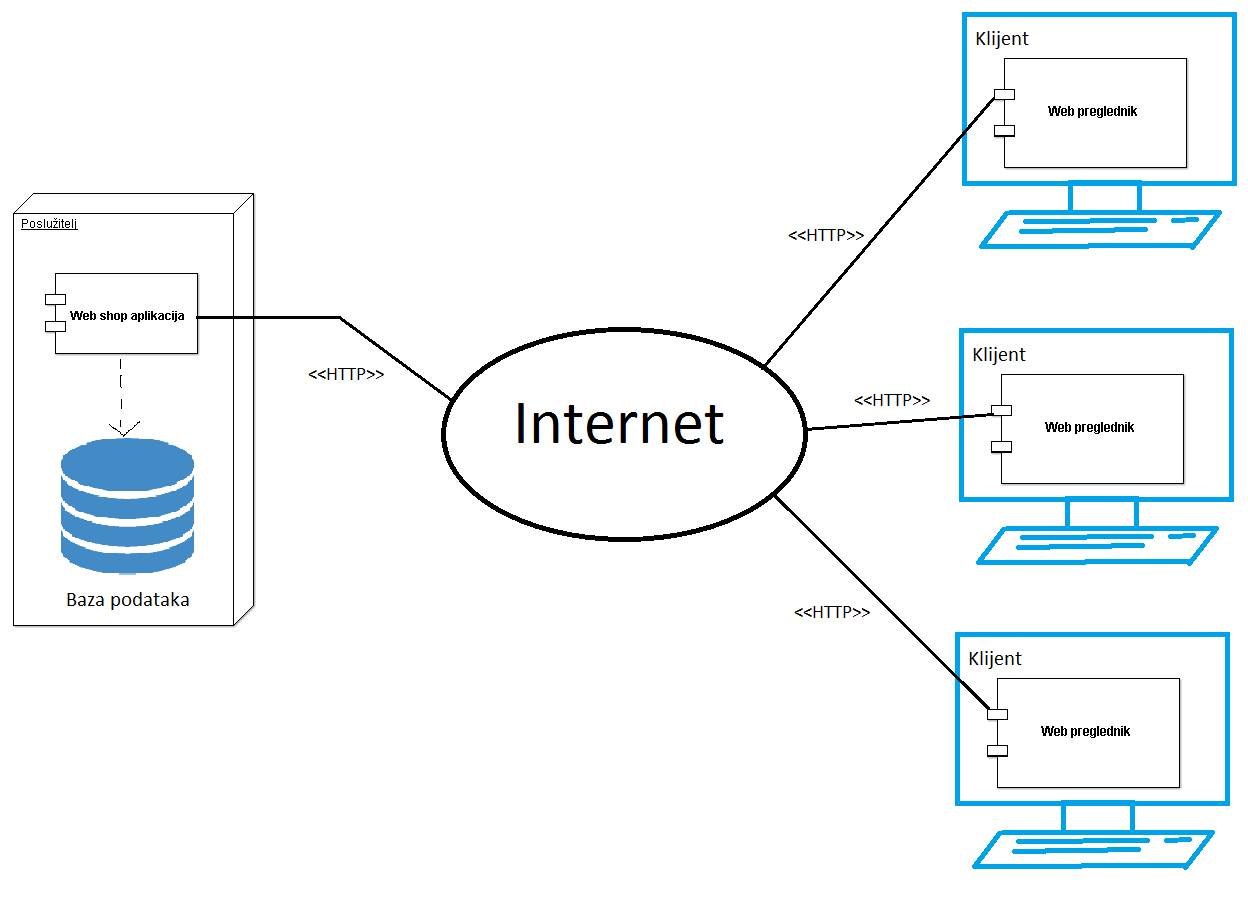 Poslužitelj
Web shop aplikacija
Baza podataka
<<HTTP>>
Internet
<<HTTP>>
<<HTTP>>
<<HTTP>>
Klijent
Web preglednik
Klijent
Web preglednik
Klijent
Web preglednik